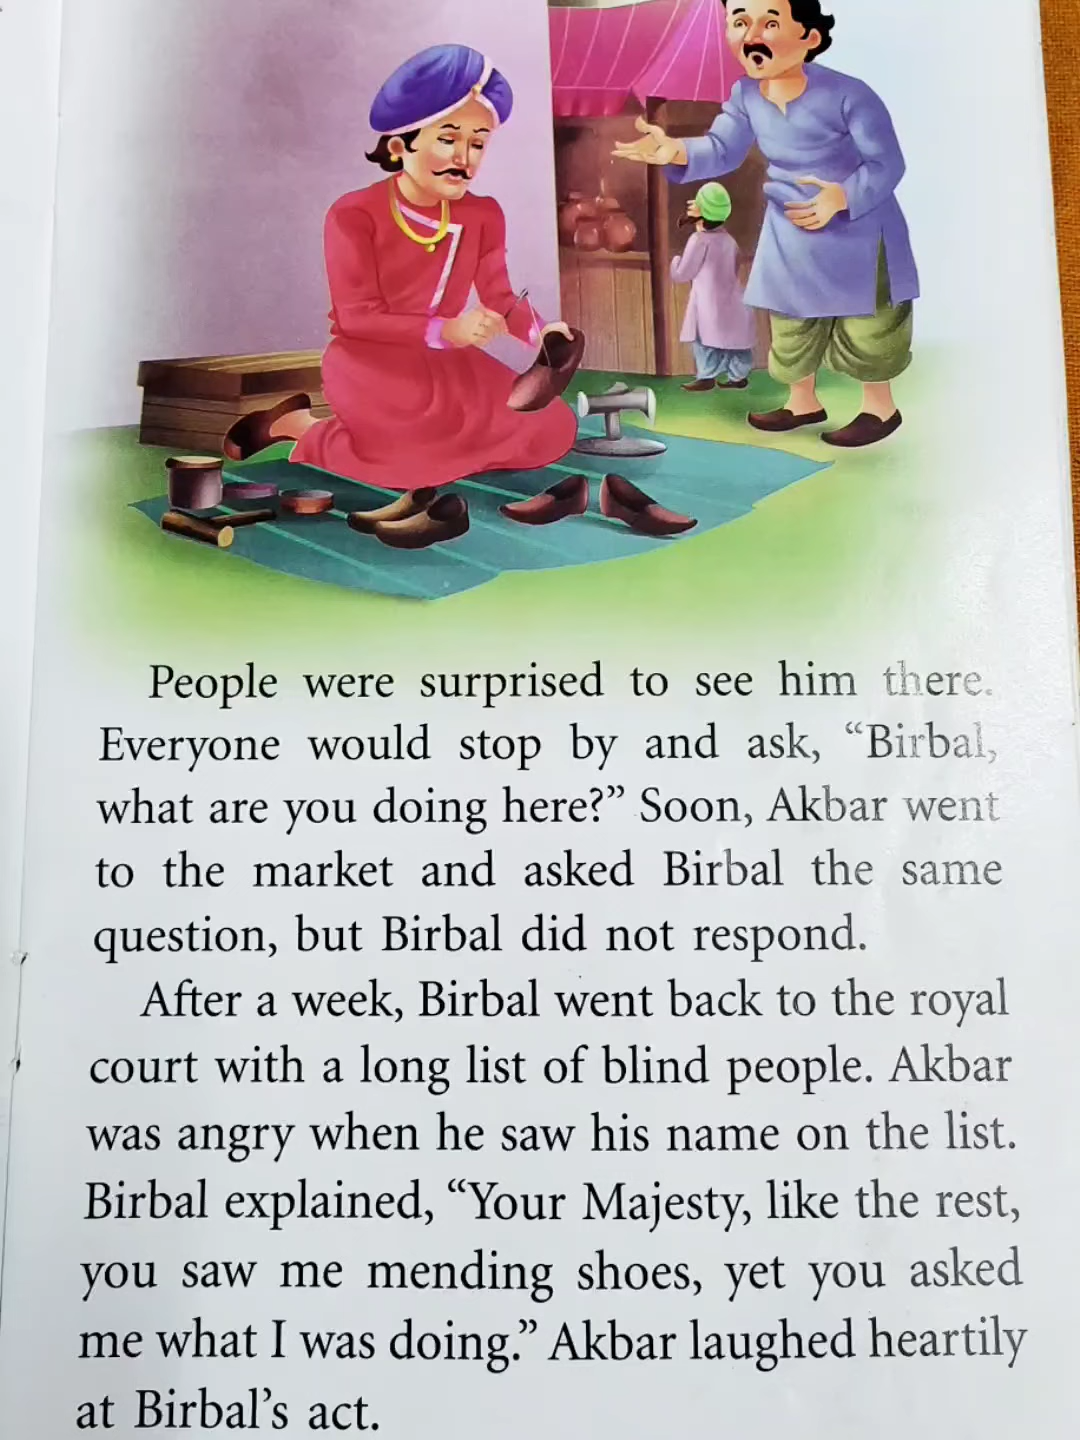 People were surprised to see him there.
Everyone would stop by and ask, “Birbal,
what are you doing here?” Soon, Akbar went
to the market and asked Birbal the same
question, but Birbal did not respond.
After a week, Birbal went back to the royal
court with a long list of blind people. Akbar
was angry when he saw his name on the list.
Birbal explained, “Your Majesty, like the rest,
you saw me mending shoes, yet you asked
me what I was doing.” Akbar laughed heartily
at Birbal’s act.